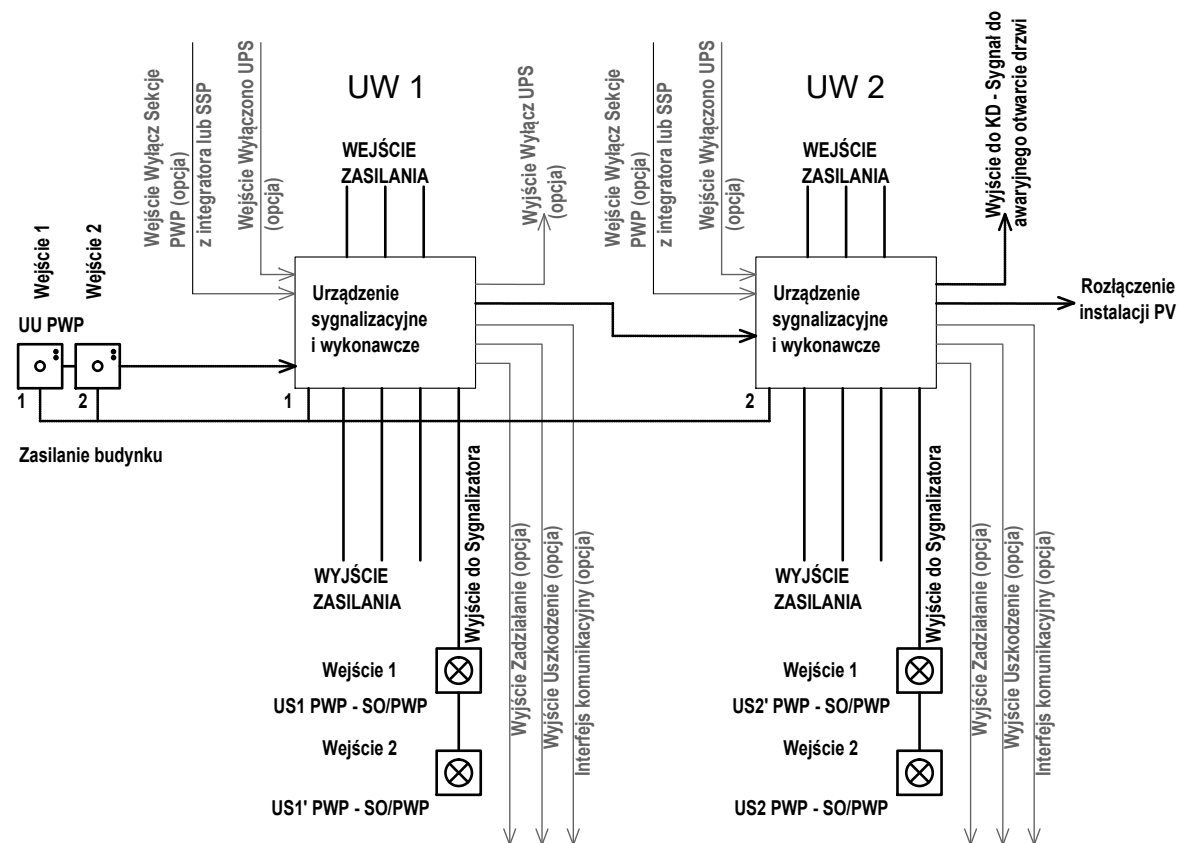 Wejście Wyłącz Sekcje
PWP (opcja)
z integratora lub SSP
Wejście Wyłączono UPS
(opcja)
UW 1
WEJŚCIE
ZASILANIA
Wyjście Wyłącz UPS
(opcja)
Wejście Wyłącz Sekcje
PWP (opcja)
z integratora lub SSP
Wejście Wyłączono UPS
(opcja)
UW 2
WEJŚCIE
ZASILANIA
Wyjście do KD - Sygnał do
awaryjnego otwarcie drzwi
Wejście 1
Wejście 2
UU PWP
1
2
Urządzenie
sygnalizacyjne
i wykonawcze
1
Urządzenie
sygnalizacyjne
i wykonawcze
2
Rozłączenie
instalacji PV
Zasilanie budynku
WYJŚCIE
ZASILANIA
Wyjście do Sygnalizatora
Wyjście Zadziałanie (opcja)
Wyjście Uszkodzenie (opcja)
Interfejs komunikacyjny (opcja)
Wejście 1
US1 PWP - SO/PWP
Wejście 2
US1' PWP - SO/PWP
WYJŚCIE
ZASILANIA
Wyjście do Sygnalizatora
Wyjście Zadziałanie (opcja)
Wyjście Uszkodzenie (opcja)
Interfejs komunikacyjny (opcja)
Wejście 1
US2' PWP - SO/PWP
Wejście 2
US2 PWP - SO/PWP